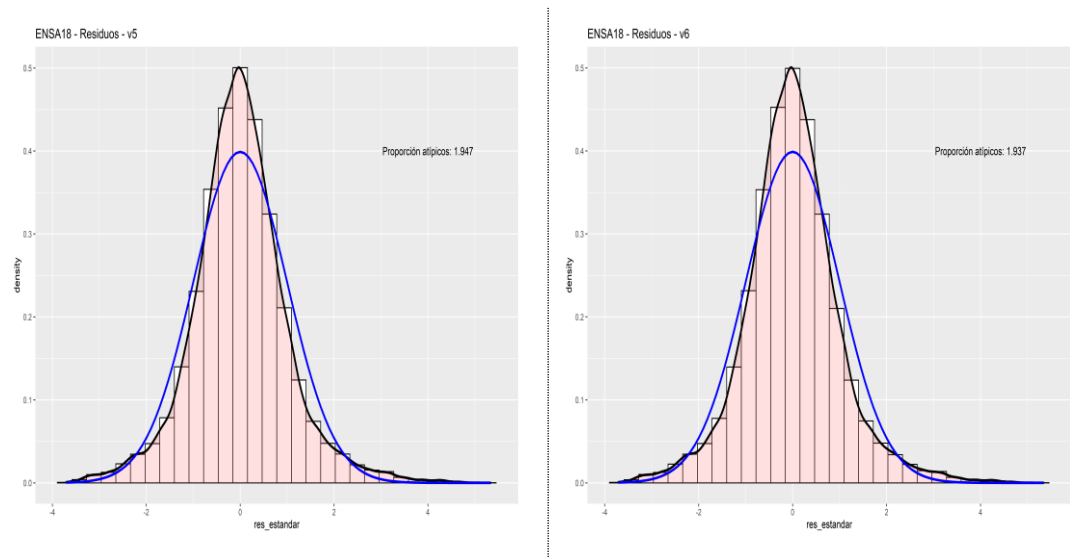 ENSA18 - Residuos - v5
0.5
Proporción atípicos: 1.947
0.4
0.3
density
0.2
0.1
0.0
-4 -2 0 2 4
res_estandar
ENSA18 - Residuos - v6
0.5
Proporción atípicos: 1.937
0.4
0.3
density
0.2
0.1
0.0
-4 -2 0 2 4
res_estandar